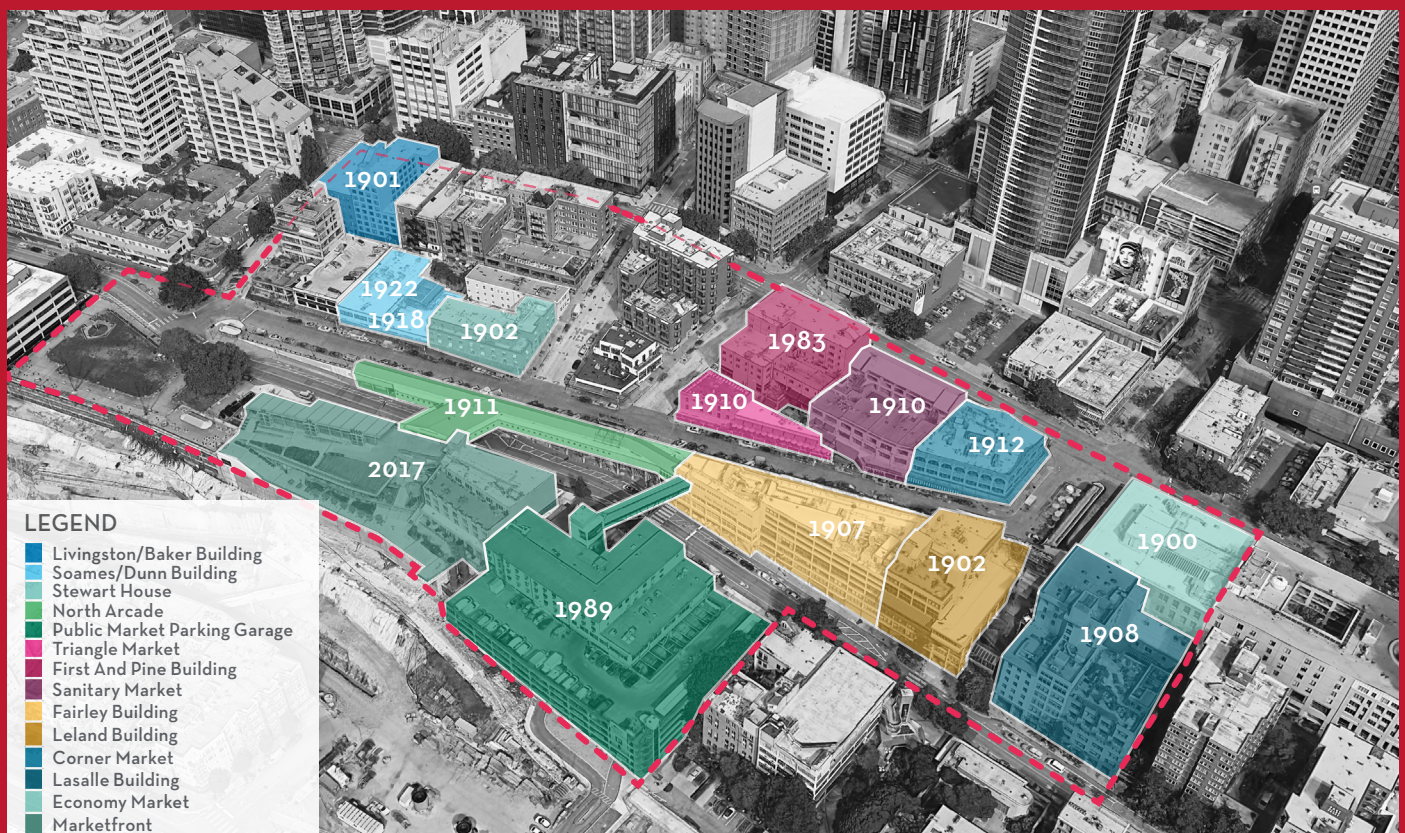 1901
1922
1918
1902
1983
1910
1910
1911
1912
2017
1907
1902
1900
1989
1908
LEGEND
Livingston/Baker Building
Soames/Dunn Building
Stewart House
North Arcade
Public Market Parking Garage
Triangle Market
First And Pine Building
Sanitary Market
Fairley Building
Leland Building
Corner Market
Lasalle Building
Economy Market
Marketfront